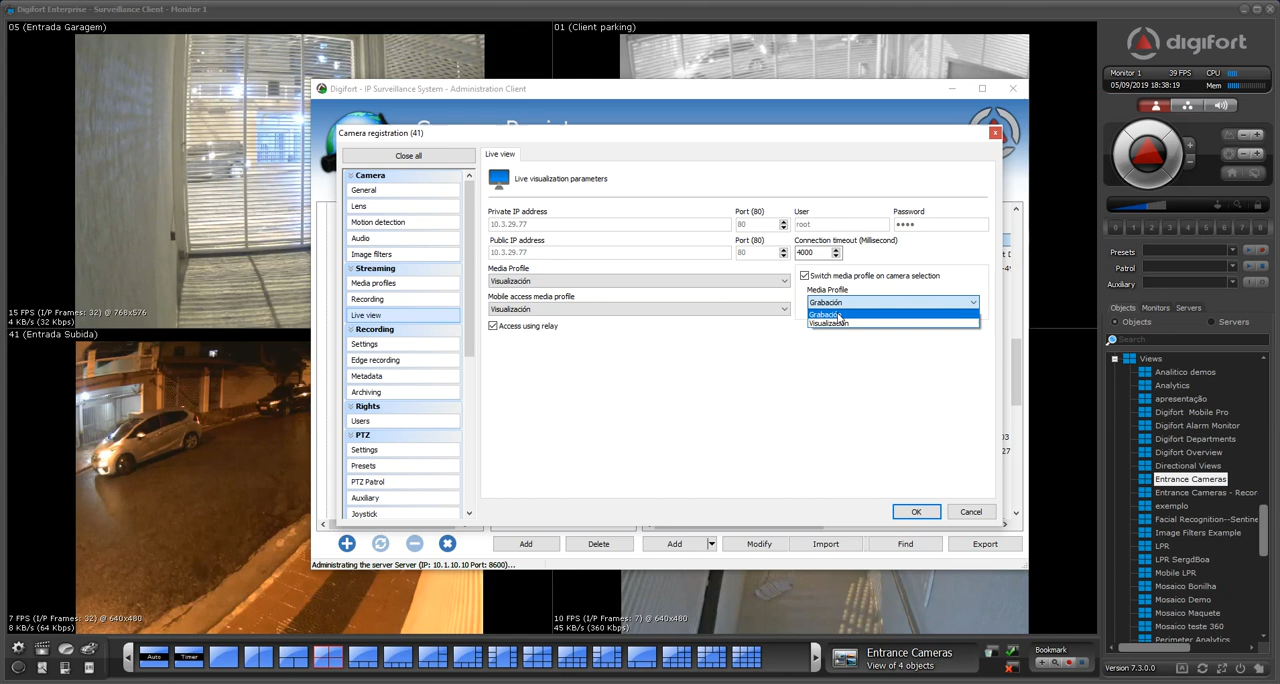 Digifort Enterprise - Surveillance Client - Monitor 1
05 (Entrada Garagem)
01 (Client parking)
digifort
Monitor 1 39 FPS CPU
05/09/2019 18:38:19 Mem
Digifort - IP Surveillance System - Administration Client
Camera registration (41)
Close all
Camera
General
Lens
Motion detection
Audio
Image filters
Streaming
Media profiles
Recording
Live view
Recording
Settings
Edge recording
Metadata
Archiving
Rights
Users
PTZ
Settings
Presets
PTZ Patrol
Auxiliary
Joystick
Live view
Live visualization parameters
Private IP address Port (80) User Password
10.3.29.77 80 root ••••
Public IP address Port (80) Connection timeout (Millisecond)
10.3.29.77 80 4000
Media Profile
Visualización
Mobile access media profile
Visualización
Access using relay
Switch media profile on camera selection
Media Profile
Grabación
Grabación
Visualización
OK Cancel
Add Delete Add Modify Import Find Export
Administrating the server Server (IP: 10.1.10.10 Port: 8600)...
15 FPS (I/P Frames: 32) @ 768x576
4 KB/s (32 Kbps)
41 (Entrada Subida)
7 FPS (I/P Frames: 32) @ 640x480
8 KB/s (64 Kbps)
10 FPS (I/P Frames: 7) @ 640x480
45 KB/s (360 Kbps)
0 1 2 3 4 5 6 7 8
Presets
Patrol
Auxiliary
Objects Monitors Servers
Objects Servers
Search
Views
Analitico demos
Analytics
apresentação
Digifort Mobile Pro
Digifort Alarm Monitor
Digifort Departments
Digifort Overview
Directional Views
Entrance Cameras
Entrance Cameras - Recor
exemplo
Facial Recognition--Sentine
Image Filters Example
LPR
LPR SergdBoa
Mobile LPR
Mosaico Bonilha
Mosaico Demo
Mosaico Maquete
Mosaico teste 360
Perimeter Analytics
Auto Timer
Entrance Cameras
View of 4 objects
Bookmark
Version 7.3.0.0